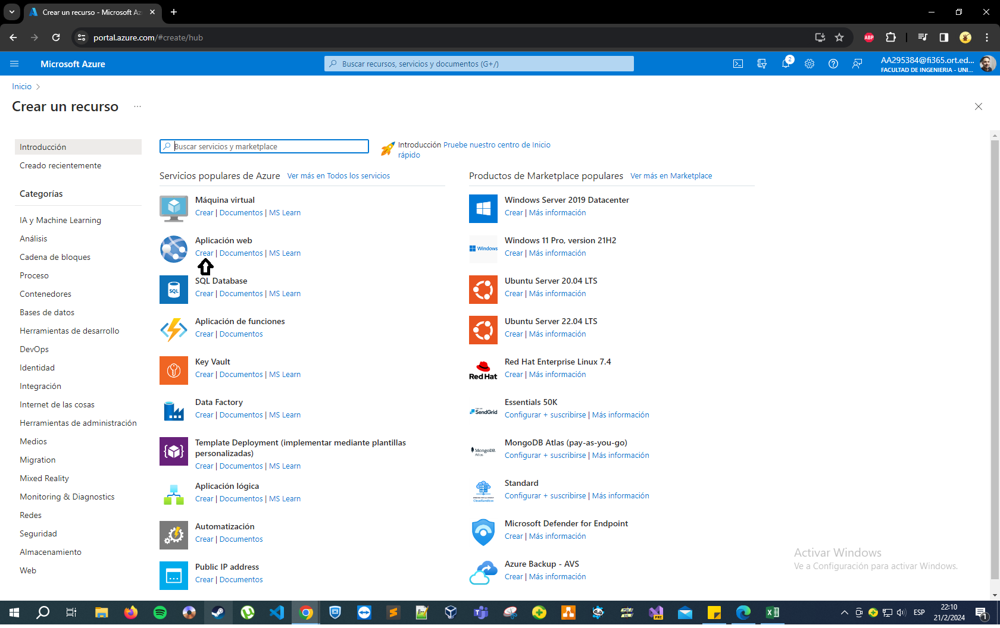 Crear un recurso - Microsoft Az
portal.azure.com/#create/hub
ABP
Microsoft Azure
Buscar recursos, servicios y documentos (G+/)
2
AA295384@fi365.ort.ed...
FACULTAD DE INGENIERIA - UNI...
Inicio
Crear un recurso
Introducción
Creado recientemente
Categorías
IA y Machine Learning
Análisis
Cadena de bloques
Proceso
Contenedores
Bases de datos
Herramientas de desarrollo
DevOps
Identidad
Integración
Internet de las cosas
Herramientas de administración
Medios
Migration
Mixed Reality
Monitoring & Diagnostics
Redes
Seguridad
Almacenamiento
Web
Buscar servicios y marketplace
Introducción Pruebe nuestro centro de Inicio
rápido
Servicios populares de Azure Ver más en Todos los servicios
Máquina virtual
Crear | Documentos | MS Learn
Aplicación web
Crear | Documentos | MS Learn
SQL
SQL Database
Crear | Documentos | MS Learn
Aplicación de funciones
Crear | Documentos
Key Vault
Crear | Documentos | MS Learn
Data Factory
Crear | Documentos | MS Learn
Template Deployment (implementar mediante plantillas
personalizadas)
Crear | Documentos | MS Learn
Aplicación lógica
Crear | Documentos | MS Learn
Automatización
Crear | Documentos
Public IP address
Crear | Documentos
Productos de Marketplace populares Ver más en Marketplace
Windows Server 2019 Datacenter
Crear | Más información
Windows
Windows 11 Pro, version 21H2
Crear | Más información
Ubuntu Server 20.04 LTS
Crear | Más información
Ubuntu Server 22.04 LTS
Crear | Más información
Red Hat
Red Hat Enterprise Linux 7.4
Crear | Más información
SendGrid
Essentials 50K
Configurar + suscribirse | Más información
MongoDB.
Atlas
MongoDB Atlas (pay-as-you-go)
Configurar + suscribirse | Más información
CloudSandbox
Standard
Configurar + suscribirse | Más información
Microsoft Defender for Endpoint
Crear | Más información
Azure Backup - AVS
Crear | Más información
Activar Windows
Ve a Configuración para activar Windows.
PRE
ESP
22:10
21/2/2024
1